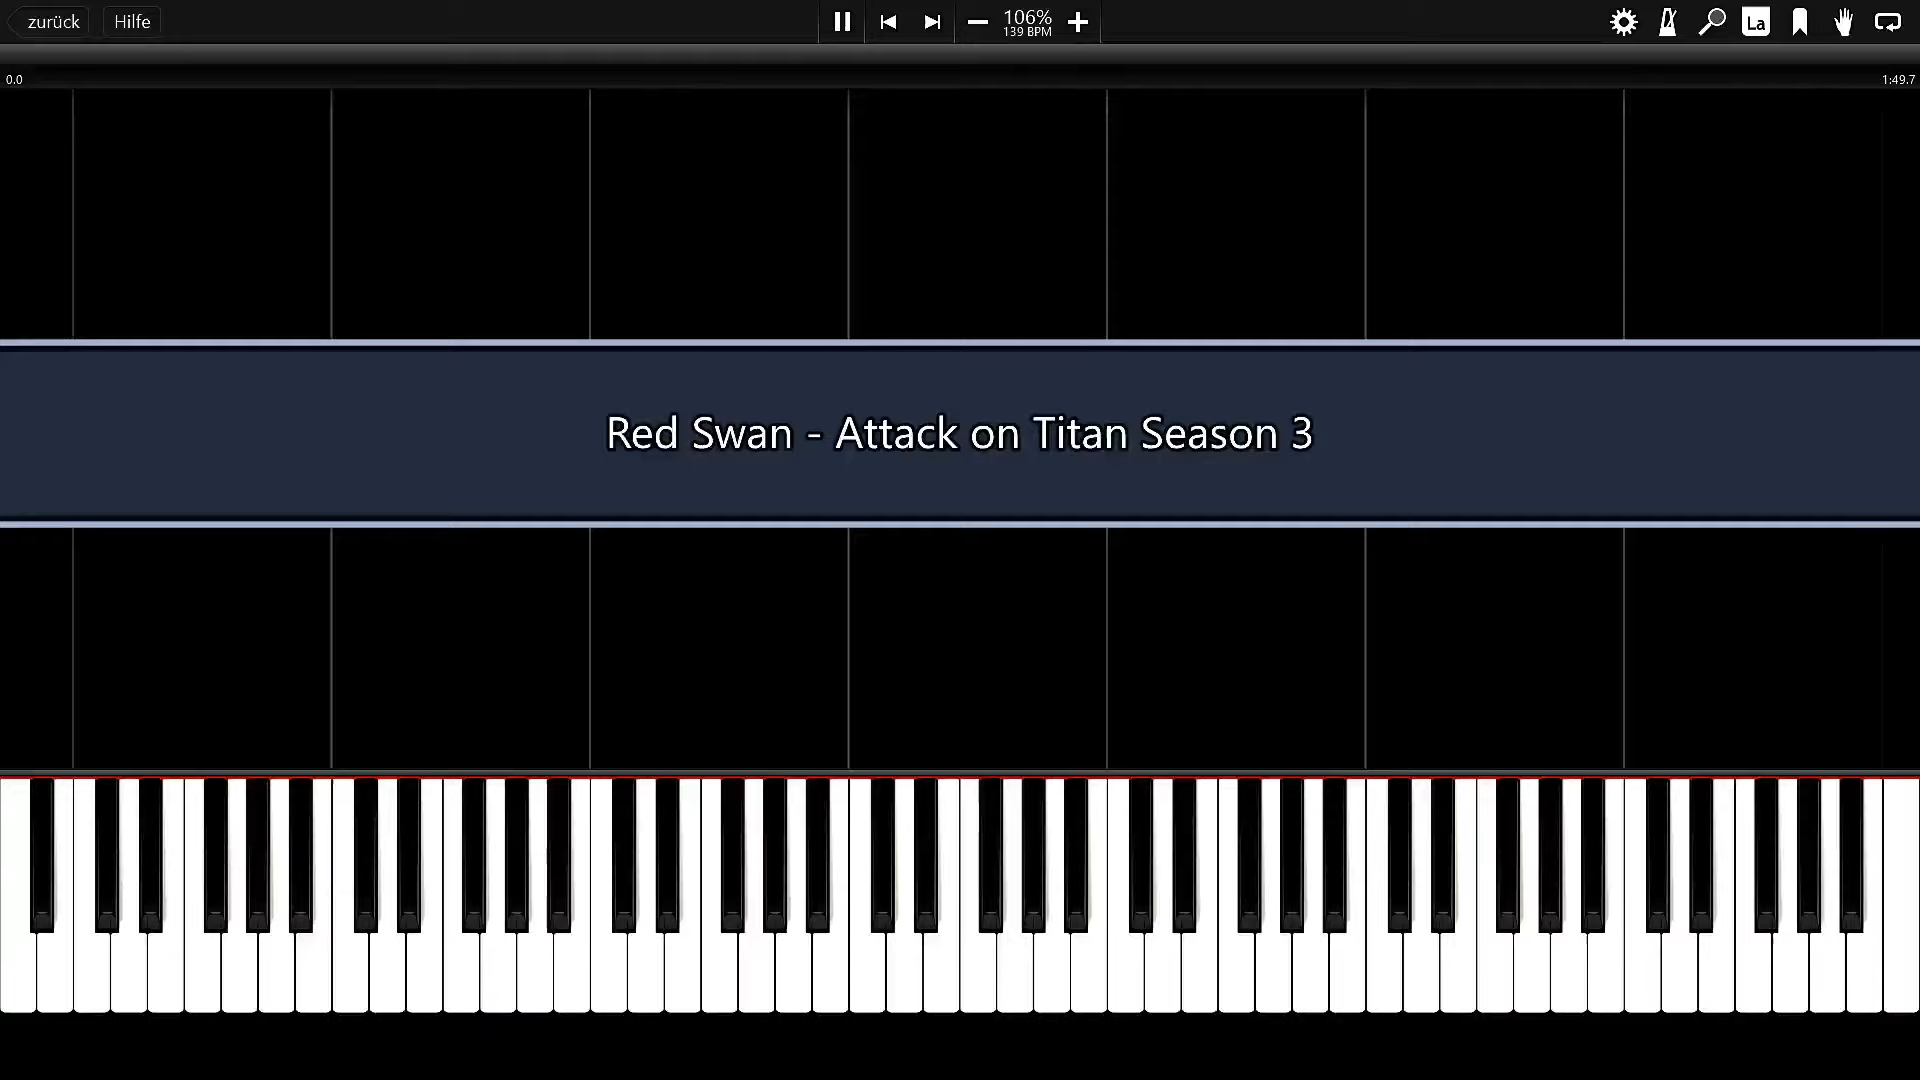 zurück
Hilfe
106%
139 BPM
La
0.0
1:49.7
Red Swan - Attack on Titan Season 3